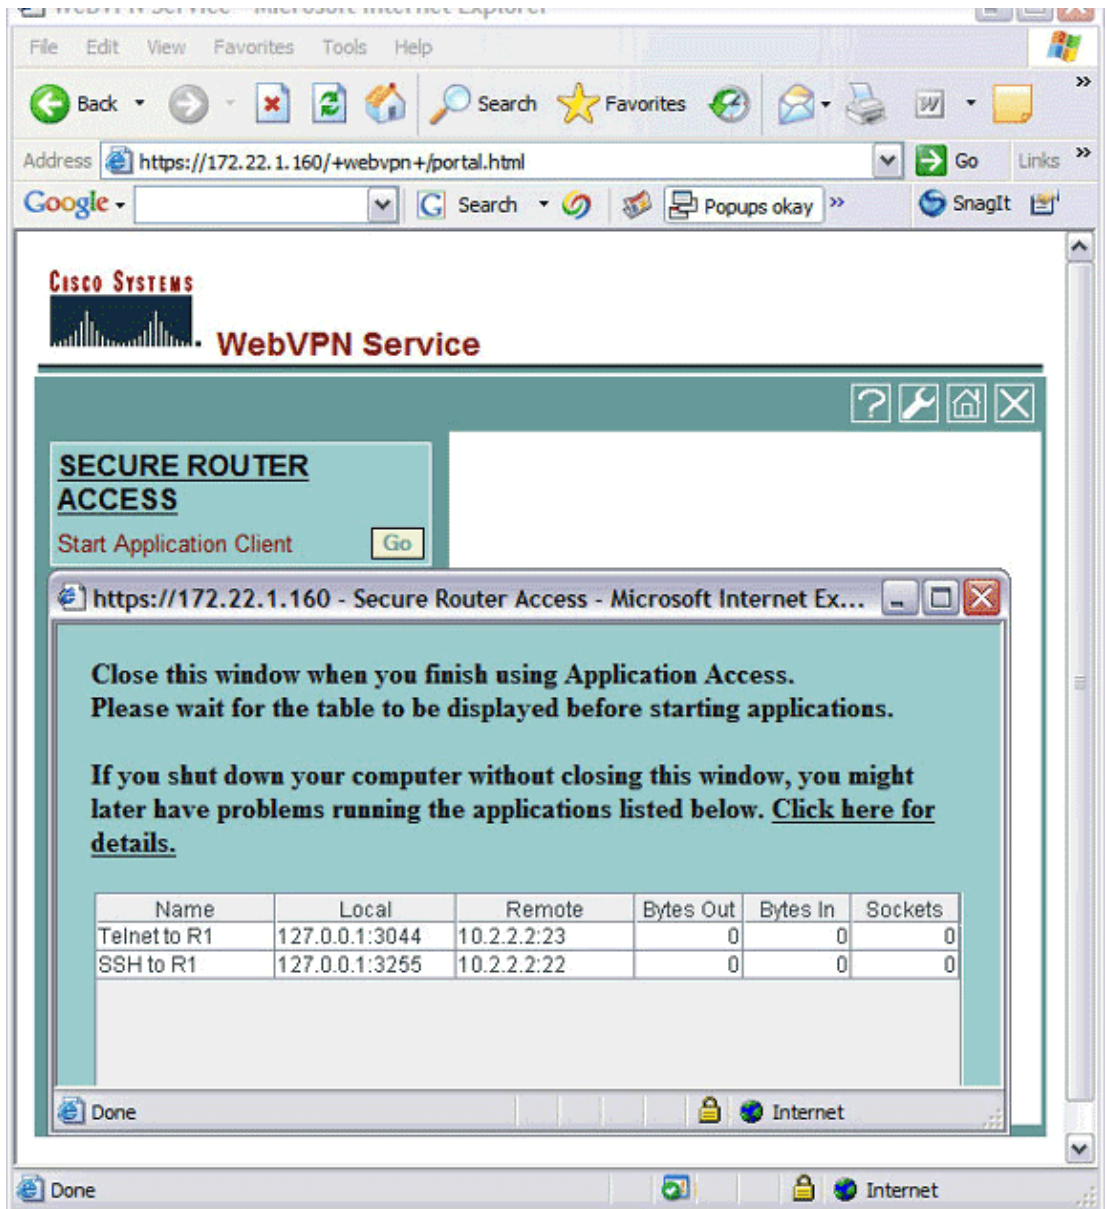 WebVPN Service - Microsoft Internet Explorer
File Edit View Favorites Tools Help
Back Search Favorites »
Address https://172.22.1.160/+webvpn+/portal.html Go Links »
Google Search Popups okay » SnagIt
CISCO SYSTEMS
WebVPN Service
?
SECURE ROUTER
ACCESS
Start Application Client Go
https://172.22.1.160 - Secure Router Access - Microsoft Internet Ex...
Close this window when you finish using Application Access.
Please wait for the table to be displayed before starting applications.
If you shut down your computer without closing this window, you might
later have problems running the applications listed below. Click here for
details.
Name Local Remote Bytes Out Bytes In Sockets
Telnet to R1 127.0.0.1:3044 10.2.2.2:23 0 0 0
SSH to R1 127.0.0.1:3255 10.2.2.2:22 0 0 0
Done Internet
Done Internet